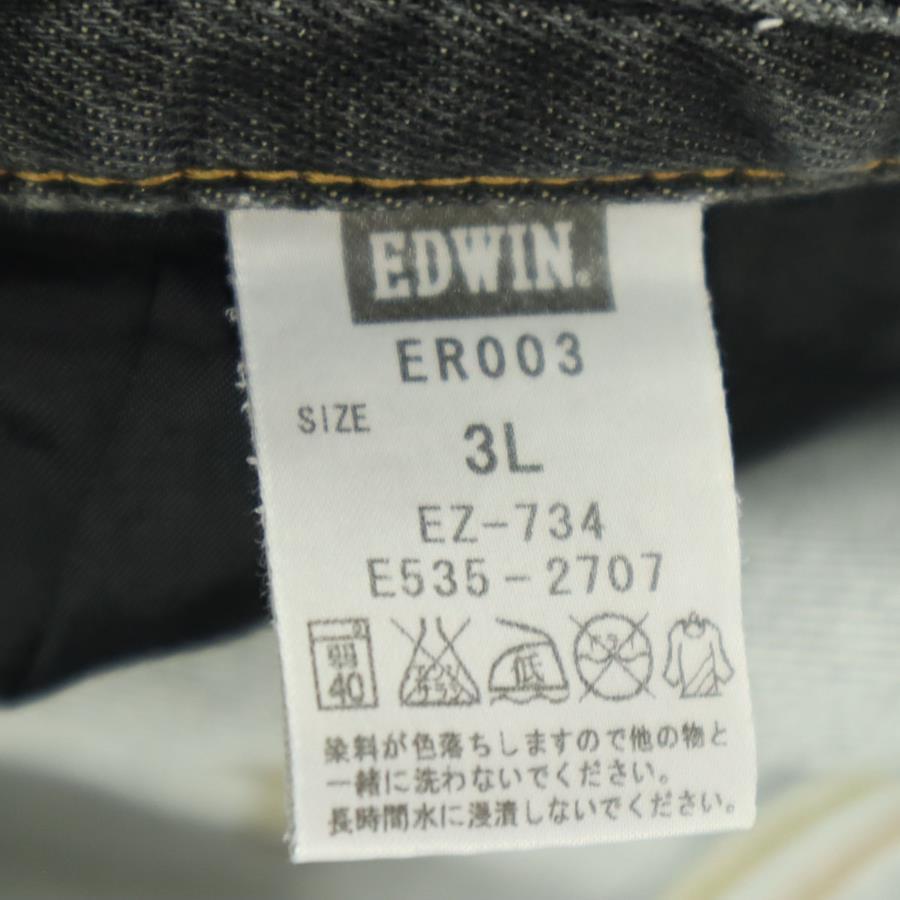 EDWIN
ER003
SIZE
3L
EZ-734
E535-2707
弱
40
低
染料が色落ちしますので他の物と
一緒に洗わないでください。
長時間水に浸漬しないでください。